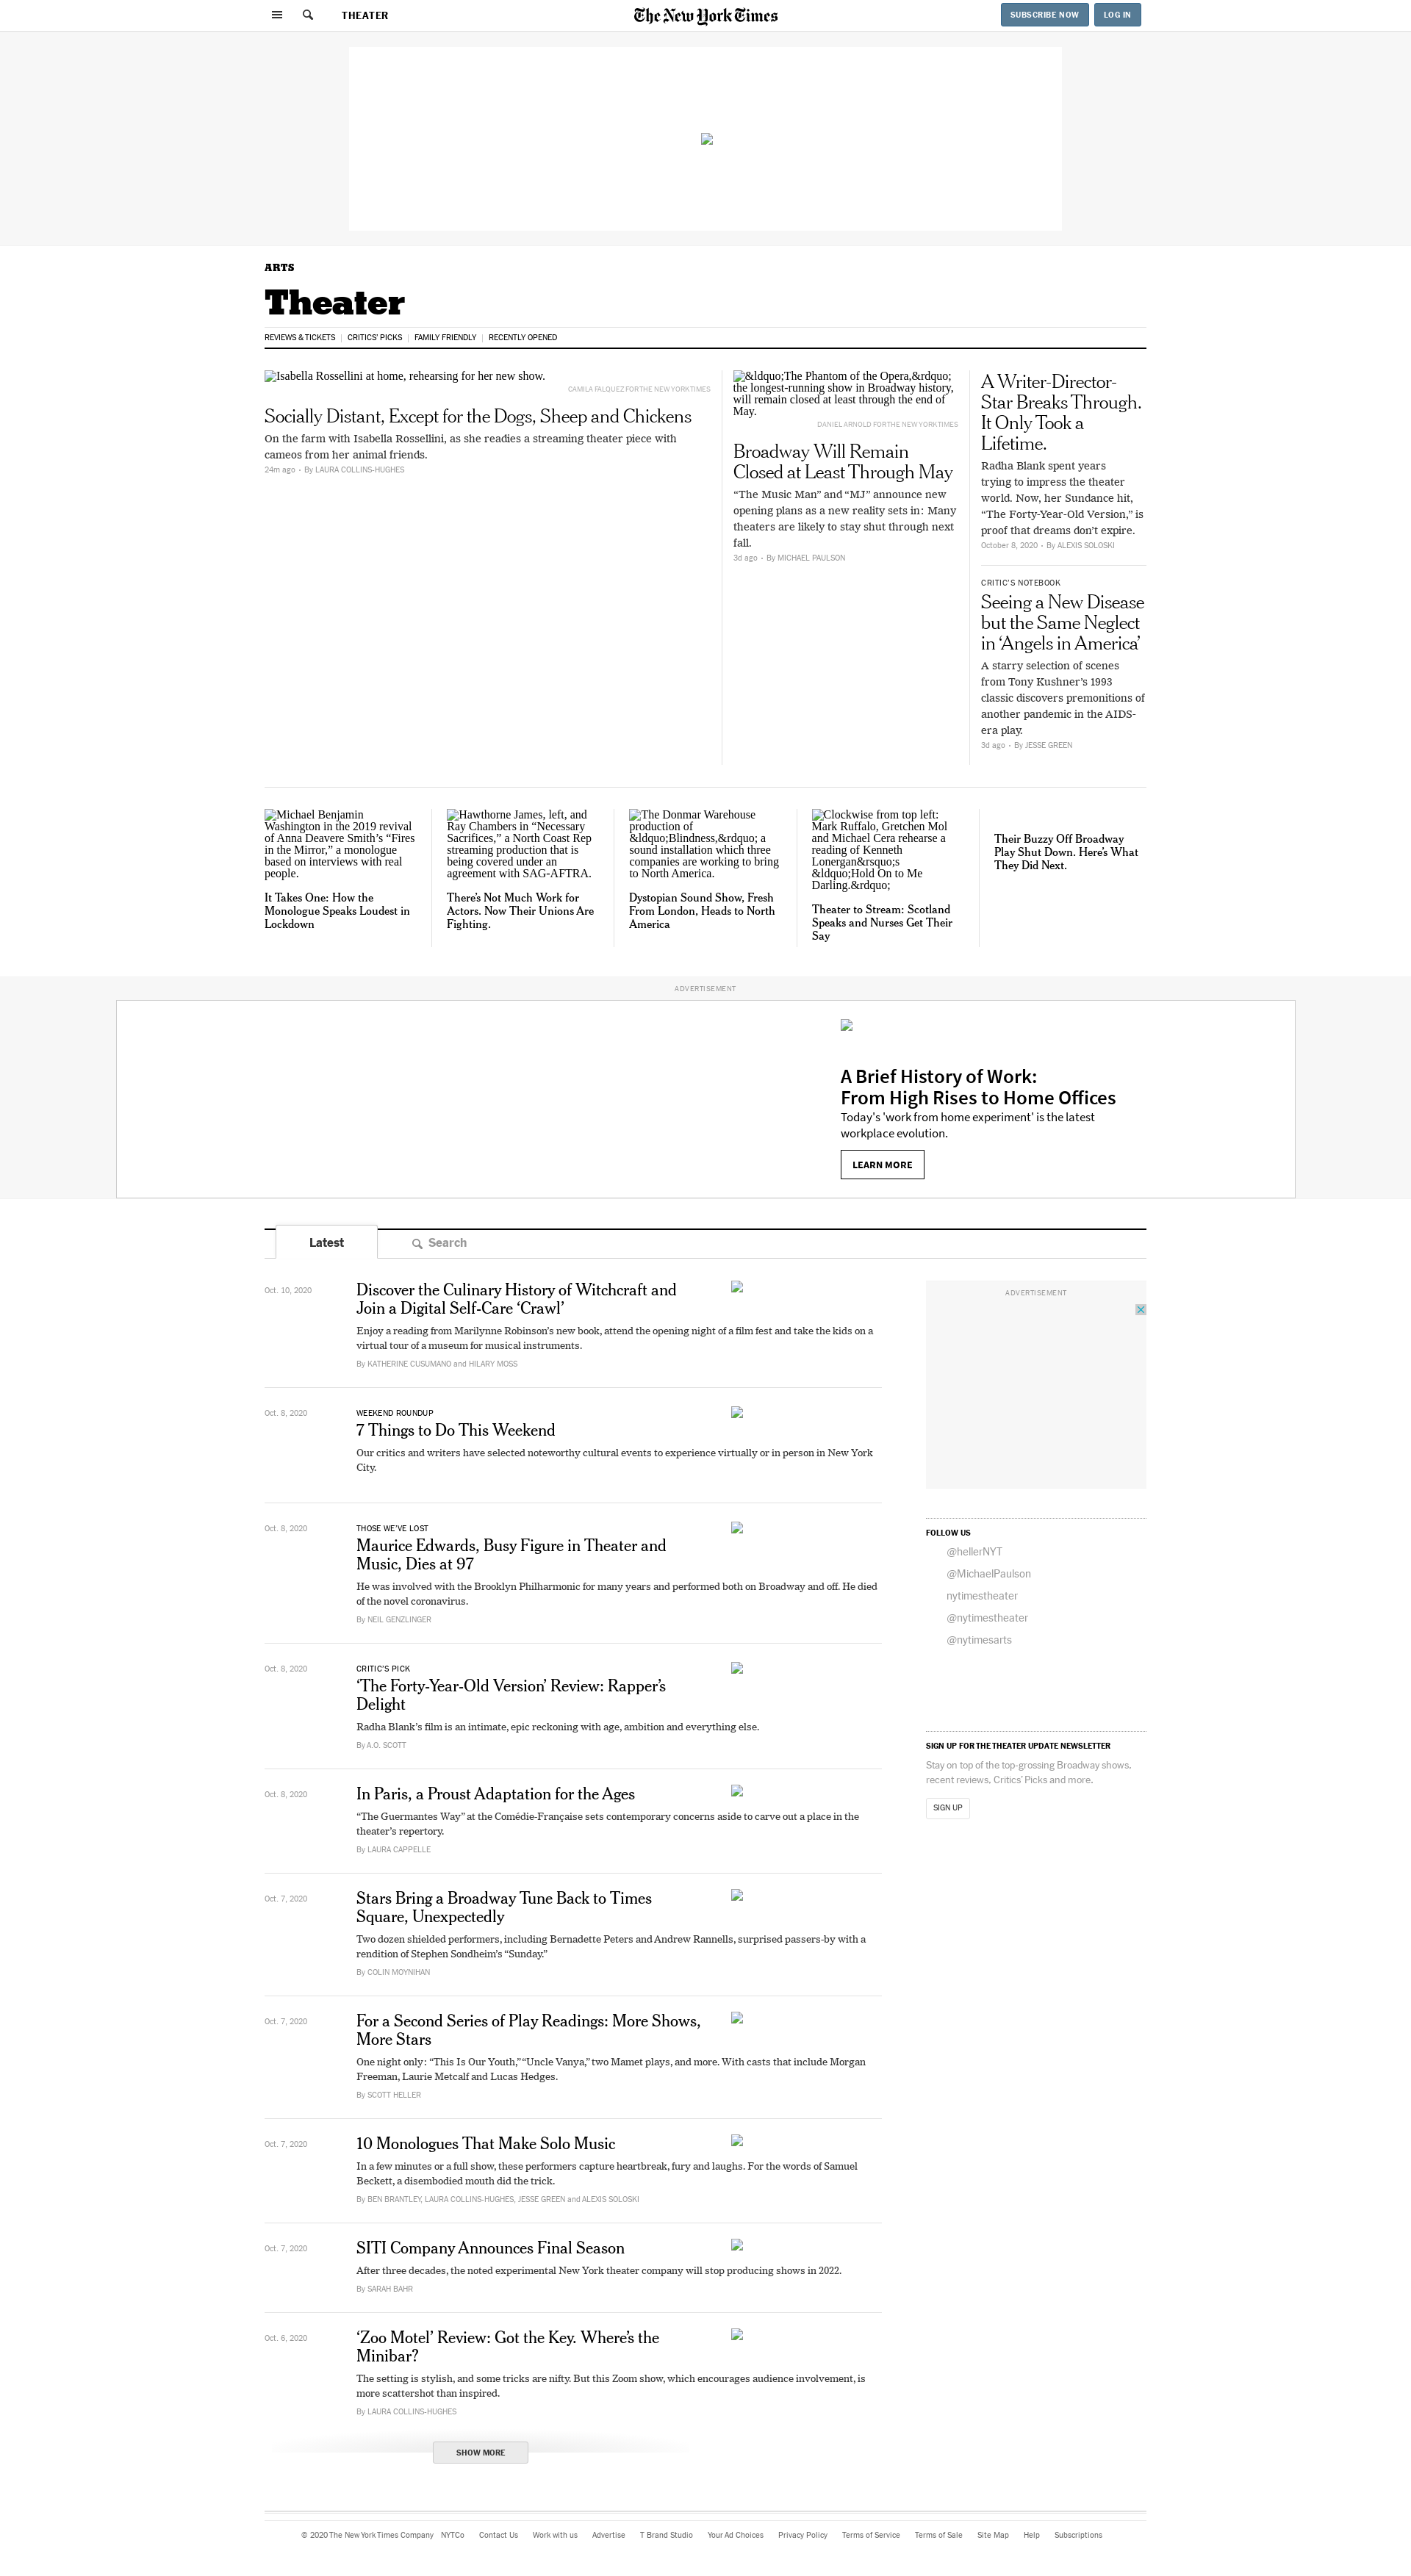 THEATER
The New York Times
SUBSCRIBE NOW
LOG IN
ARTS
Theater
REVIEWS & TICKETS
CRITICS' PICKS
FAMILY FRIENDLY
RECENTLY OPENED
Isabella Rossellini at home, rehearsing for her new show.
CAMILA FALQUEZ FOR THE NEW YORK TIMES
Socially Distant, Except for the Dogs, Sheep and Chickens
On the farm with Isabella Rossellini, as she readies a streaming theater piece with
cameos from her animal friends.
24m ago • By LAURA COLLINS-HUGHES
&ldquo;The Phantom of the Opera,&rdquo;
the longest-running show in Broadway history,
will remain closed at least through the end of
May.
DANIEL ARNOLD FOR THE NEW YORK TIMES
Broadway Will Remain
Closed at Least Through May
“The Music Man” and “MJ” announce new
opening plans as a new reality sets in: Many
theaters are likely to stay shut through next
fall.
3d ago • By MICHAEL PAULSON
A Writer-Director-
Star Breaks Through.
It Only Took a
Lifetime.
Radha Blank spent years
trying to impress the theater
world. Now, her Sundance hit,
“The Forty-Year-Old Version,” is
proof that dreams don’t expire.
October 8, 2020 • By ALEXIS SOLOSKI
CRITIC’S NOTEBOOK
Seeing a New Disease
but the Same Neglect
in ‘Angels in America’
A starry selection of scenes
from Tony Kushner’s 1993
classic discovers premonitions of
another pandemic in the AIDS-
era play.
3d ago • By JESSE GREEN
Michael Benjamin
Washington in the 2019 revival
of Anna Deavere Smith’s “Fires
in the Mirror,” a monologue
based on interviews with real
people.
It Takes One: How the
Monologue Speaks Loudest in
Lockdown
Hawthorne James, left, and
Ray Chambers in “Necessary
Sacrifices,” a North Coast Rep
streaming production that is
being covered under an
agreement with SAG-AFTRA.
There’s Not Much Work for
Actors. Now Their Unions Are
Fighting.
The Donmar Warehouse
production of
&ldquo;Blindness,&rdquo; a
sound installation which three
companies are working to bring
to North America.
Dystopian Sound Show, Fresh
From London, Heads to North
America
Clockwise from top left:
Mark Ruffalo, Gretchen Mol
and Michael Cera rehearse a
reading of Kenneth
Lonergan&rsquo;s
&ldquo;Hold On to Me
Darling.&rdquo;
Theater to Stream: Scotland
Speaks and Nurses Get Their
Say
Their Buzzy Off Broadway
Play Shut Down. Here’s What
They Did Next.
ADVERTISEMENT
A Brief History of Work:
From High Rises to Home Offices
Today's 'work from home experiment' is the latest
workplace evolution.
LEARN MORE
Latest
Search
Oct. 10, 2020
Discover the Culinary History of Witchcraft and
Join a Digital Self-Care ‘Crawl’
Enjoy a reading from Marilynne Robinson’s new book, attend the opening night of a film fest and take the kids on a
virtual tour of a museum for musical instruments.
By KATHERINE CUSUMANO and HILARY MOSS
Oct. 8, 2020
WEEKEND ROUNDUP
7 Things to Do This Weekend
Our critics and writers have selected noteworthy cultural events to experience virtually or in person in New York
City.
Oct. 8, 2020
THOSE WE’VE LOST
Maurice Edwards, Busy Figure in Theater and
Music, Dies at 97
He was involved with the Brooklyn Philharmonic for many years and performed both on Broadway and off. He died
of the novel coronavirus.
By NEIL GENZLINGER
Oct. 8, 2020
CRITIC’S PICK
‘The Forty-Year-Old Version’ Review: Rapper’s
Delight
Radha Blank’s film is an intimate, epic reckoning with age, ambition and everything else.
By A.O. SCOTT
Oct. 8, 2020
In Paris, a Proust Adaptation for the Ages
“The Guermantes Way” at the Comédie-Française sets contemporary concerns aside to carve out a place in the
theater’s repertory.
By LAURA CAPPELLE
Oct. 7, 2020
Stars Bring a Broadway Tune Back to Times
Square, Unexpectedly
Two dozen shielded performers, including Bernadette Peters and Andrew Rannells, surprised passers-by with a
rendition of Stephen Sondheim’s “Sunday.”
By COLIN MOYNIHAN
Oct. 7, 2020
For a Second Series of Play Readings: More Shows,
More Stars
One night only: “This Is Our Youth,” “Uncle Vanya,” two Mamet plays, and more. With casts that include Morgan
Freeman, Laurie Metcalf and Lucas Hedges.
By SCOTT HELLER
Oct. 7, 2020
10 Monologues That Make Solo Music
In a few minutes or a full show, these performers capture heartbreak, fury and laughs. For the words of Samuel
Beckett, a disembodied mouth did the trick.
By BEN BRANTLEY, LAURA COLLINS-HUGHES, JESSE GREEN and ALEXIS SOLOSKI
Oct. 7, 2020
SITI Company Announces Final Season
After three decades, the noted experimental New York theater company will stop producing shows in 2022.
By SARAH BAHR
Oct. 6, 2020
‘Zoo Motel’ Review: Got the Key. Where’s the
Minibar?
The setting is stylish, and some tricks are nifty. But this Zoom show, which encourages audience involvement, is
more scattershot than inspired.
By LAURA COLLINS-HUGHES
SHOW MORE
ADVERTISEMENT
FOLLOW US
@hellerNYT
@MichaelPaulson
nytimestheater
@nytimestheater
@nytimesarts
SIGN UP FOR THE THEATER UPDATE NEWSLETTER
Stay on top of the top-grossing Broadway shows,
recent reviews, Critics’ Picks and more.
SIGN UP
© 2020 The New York Times Company NYTCo Contact Us Work with us Advertise T Brand Studio Your Ad Choices Privacy Policy Terms of Service Terms of Sale Site Map Help Subscriptions